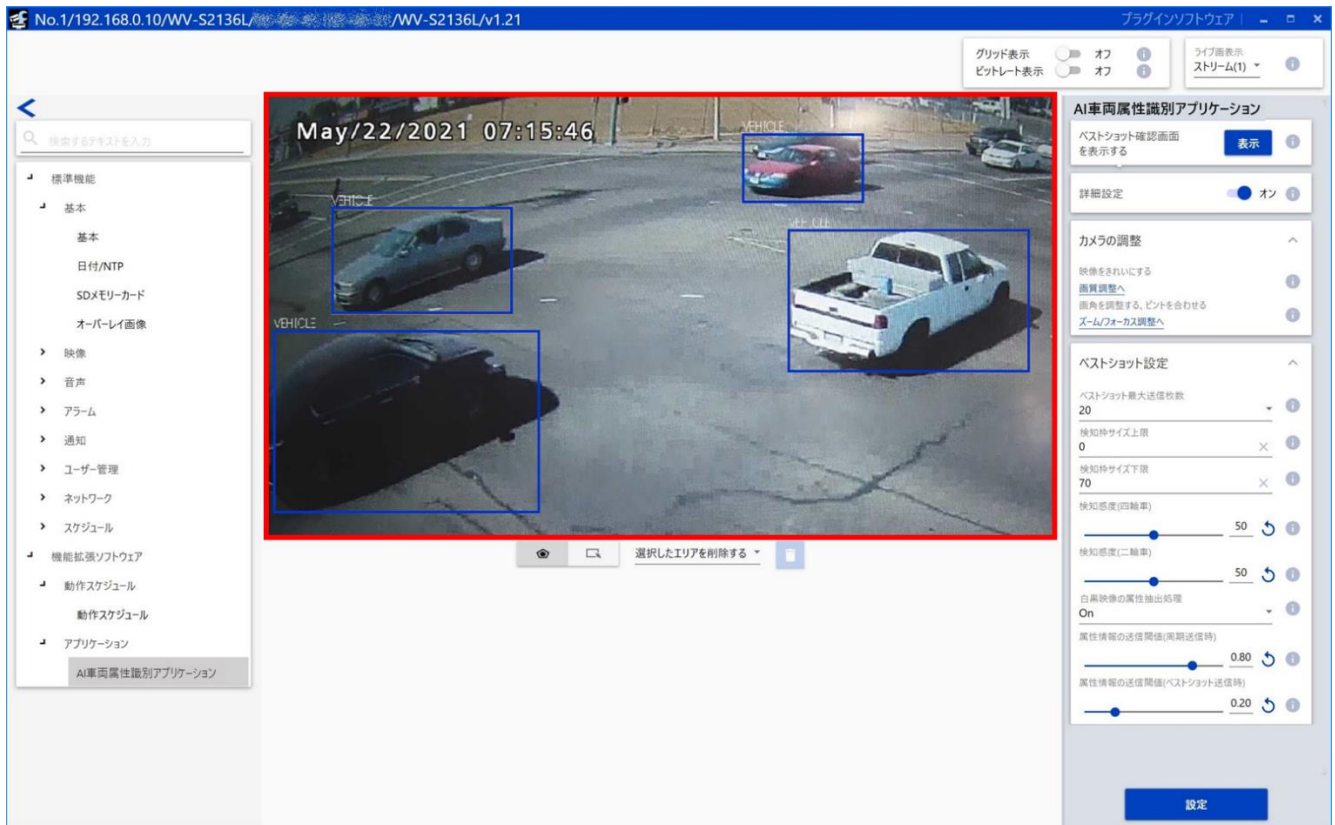 No.1/192.168.0.10/WV-S2136L/ /WV-S2136L/v1.21
プラグインソフトウェア
グリッド表示 オフ
ビットレート表示 オフ
ライブ画表示
ストリーム(1)
検索するテキストを入力
標準機能
基本
基本
日付/NTP
SDメモリーカード
オーバーレイ画像
映像
音声
アラーム
通知
ユーザー管理
ネットワーク
スケジュール
機能拡張ソフトウェア
動作スケジュール
動作スケジュール
アプリケーション
AI車両属性識別アプリケーション
May/22/2021 07:15:46
VEHICLE
VEHICLE
VEHICLE
VEHICLE
選択したエリアを削除する
AI車両属性識別アプリケーション
ベストショット確認画面
を表示する
表示
詳細設定 オン
カメラの調整
映像をきれいにする
画質調整へ
画角を調整する、ピントを合わせる
ズーム/フォーカス調整へ
ベストショット設定
ベストショット最大送信枚数
20
検知枠サイズ上限
0
検知枠サイズ下限
70
検知感度(四輪車)
50
検知感度(二輪車)
50
白黒映像の属性抽出処理
On
属性情報の送信閾値(周期送信時)
0.80
属性情報の送信閾値(ベストショット送信時)
0.20
設定